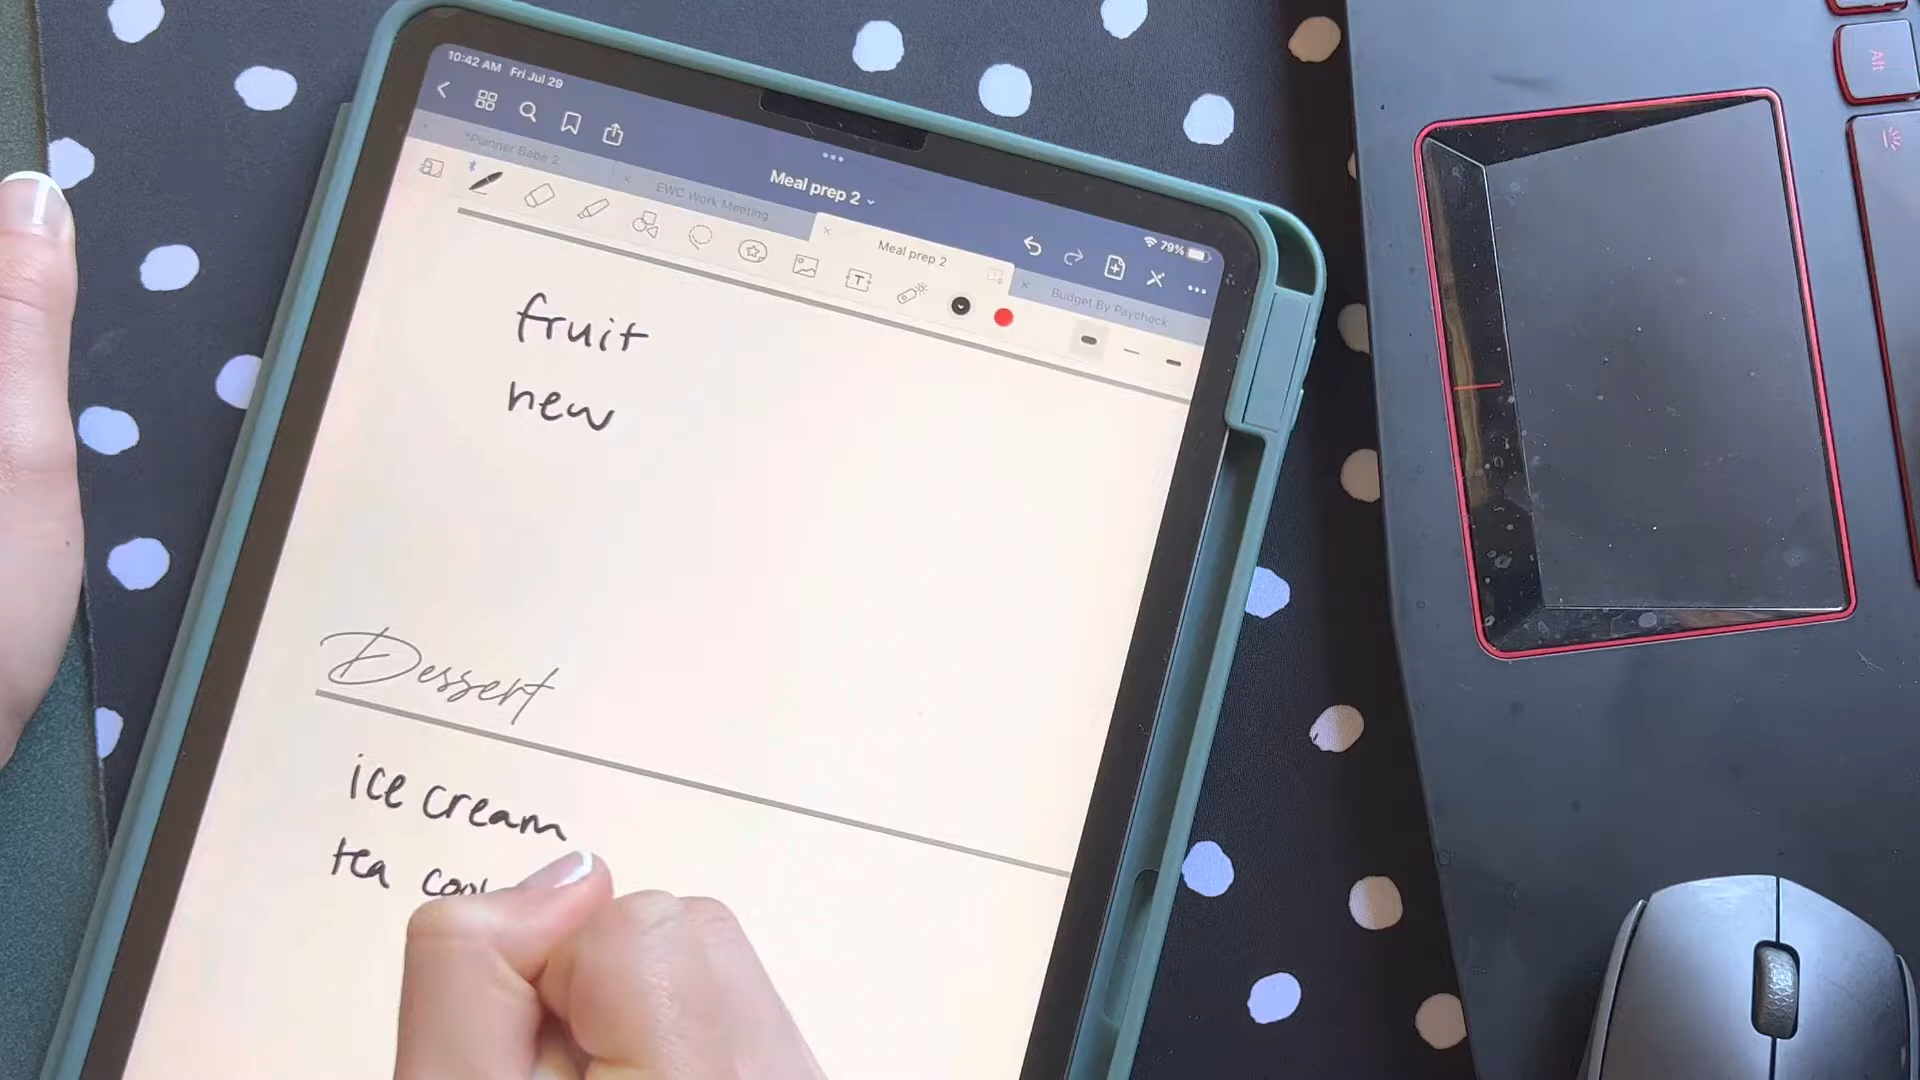 10:42 AM Fri Jul 29
79%
Meal prep 2
Planner Babe 2
EWC Work Meeting
Meal prep 2
Budget By Paycheck
T
fruit
new
Dessert
ice cream
tea
Alt